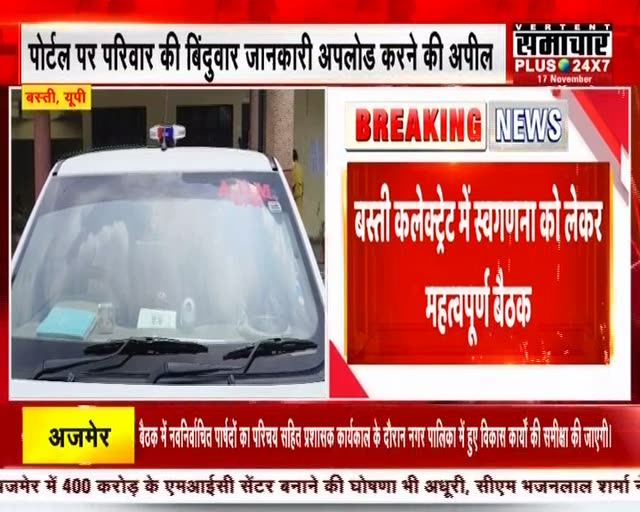 पोर्टल पर परिवार की बिंदुवार जानकारी अपलोड करने की अपील
VERTENT
समाचार
PLUS 24X7
17 November
बस्ती, यूपी
BREAKING NEWS
बस्ती कलेक्ट्रेट में स्वगणना को लेकर
महत्वपूर्ण बैठक
अजमेर
बैठक में नवनिर्वाचित पार्षदों का परिचय सहित प्रशासक कार्यकाल के दौरान नगर पालिका में हुए विकास कार्यों की समीक्षा की जाएगी।
अजमेर में 400 करोड़ के एमआईसी सेंटर बनाने की घोषणा भी अधूरी, सीएम भजनलाल शर्मा ने